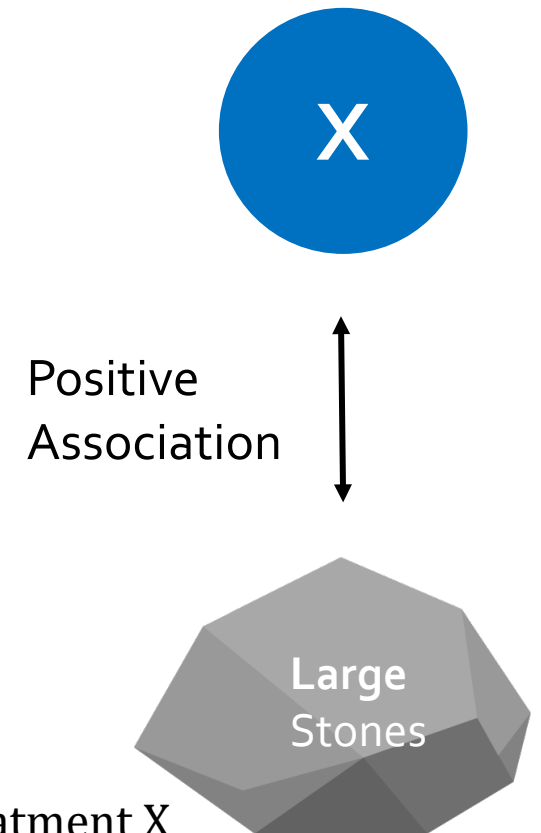 X
Positive
Association
Large
Stones
X